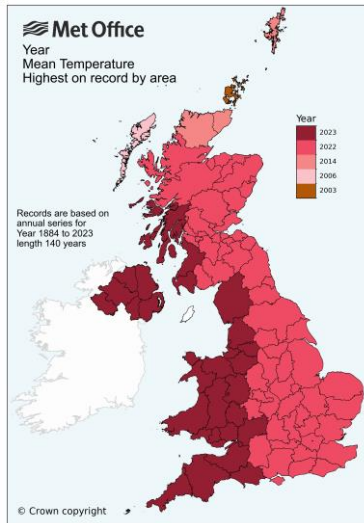 Met Office
Year
Mean Temperature
Highest on record by area
Year
2023
2022
2014
2006
2003
Records are based on
annual series for
Year 1884 to 2023
length 140 years
© Crown copyright